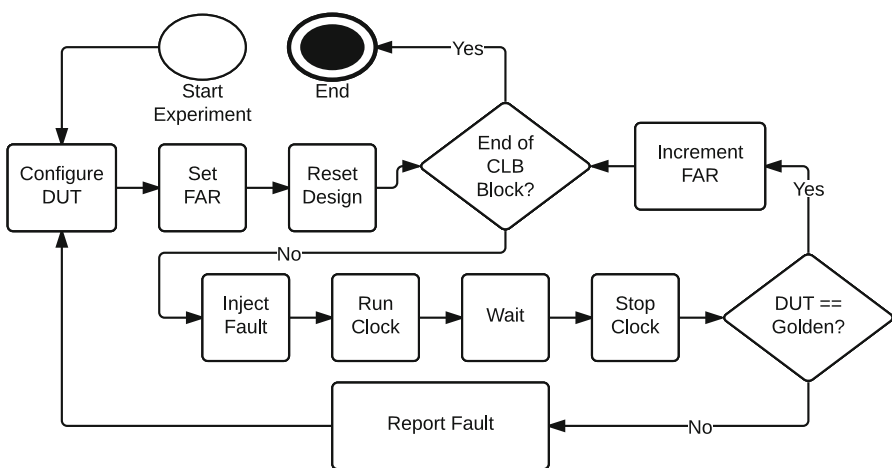 Start
Experiment
End
Yes
Configure
DUT
Set
FAR
Reset
Design
End of
CLB
Block?
Increment
FAR
Yes
No
Inject
Fault
Run
Clock
Wait
Stop
Clock
DUT ==
Golden?
Report Fault
No